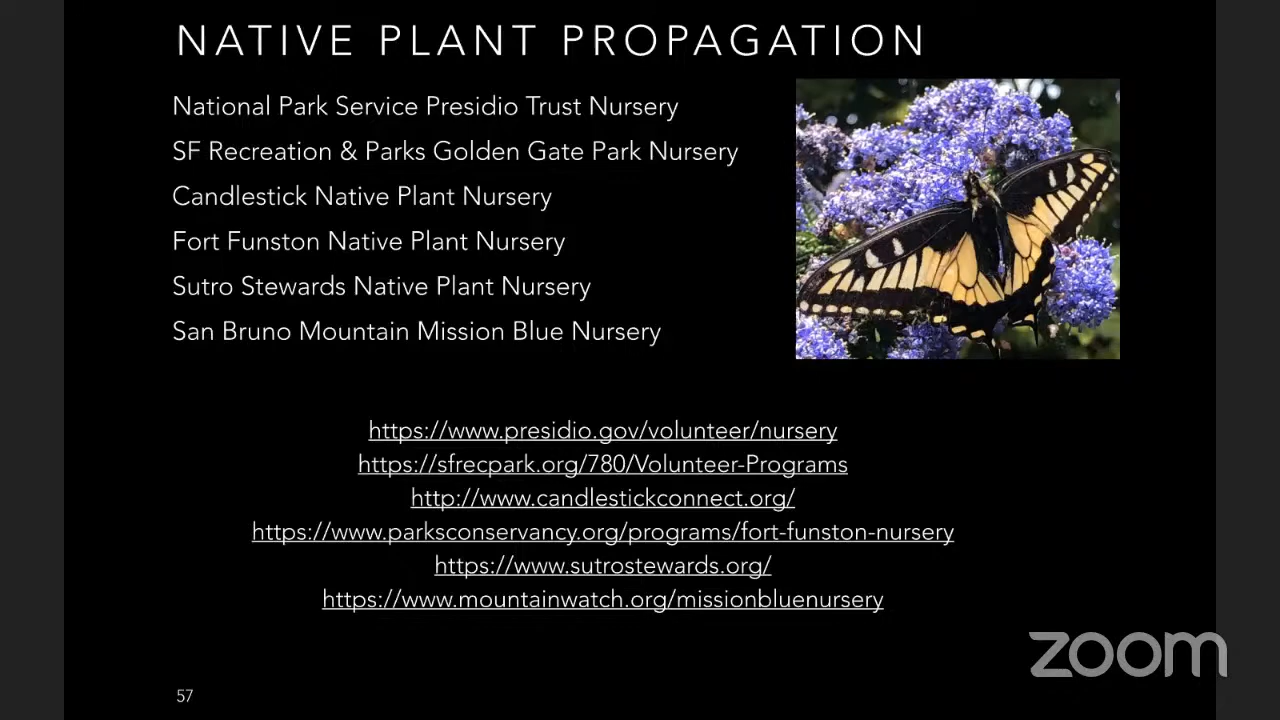 NATIVE PLANT PROPAGATION
National Park Service Presidio Trust Nursery
SF Recreation & Parks Golden Gate Park Nursery
Candlestick Native Plant Nursery
Fort Funston Native Plant Nursery
Sutro Stewards Native Plant Nursery
San Bruno Mountain Mission Blue Nursery
https://www.presidio.gov/volunteer/nursery
https://sfrecpark.org/780/Volunteer-Programs
http://www.candlestickconnect.org/
https://www.parksconservancy.org/programs/fort-funston-nursery
https://www.sutrostewards.org/
https://www.mountainwatch.org/missionbluenursery
zoom
57